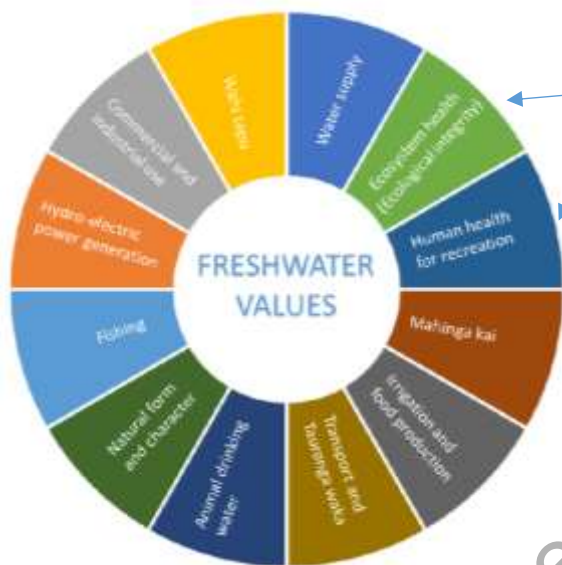 FRESHWATER
VALUES
Water supply
Ecosystem health
(Ecological integrity)
Human health
for recreation
Mahinga kai
Irrigation and
food production
Transport and
Tauranga waka
Animal drinking
water
Natural form
and character
Fishing
Hydro-electric
power generation
Commercial and
industrial use
Wahi tapu